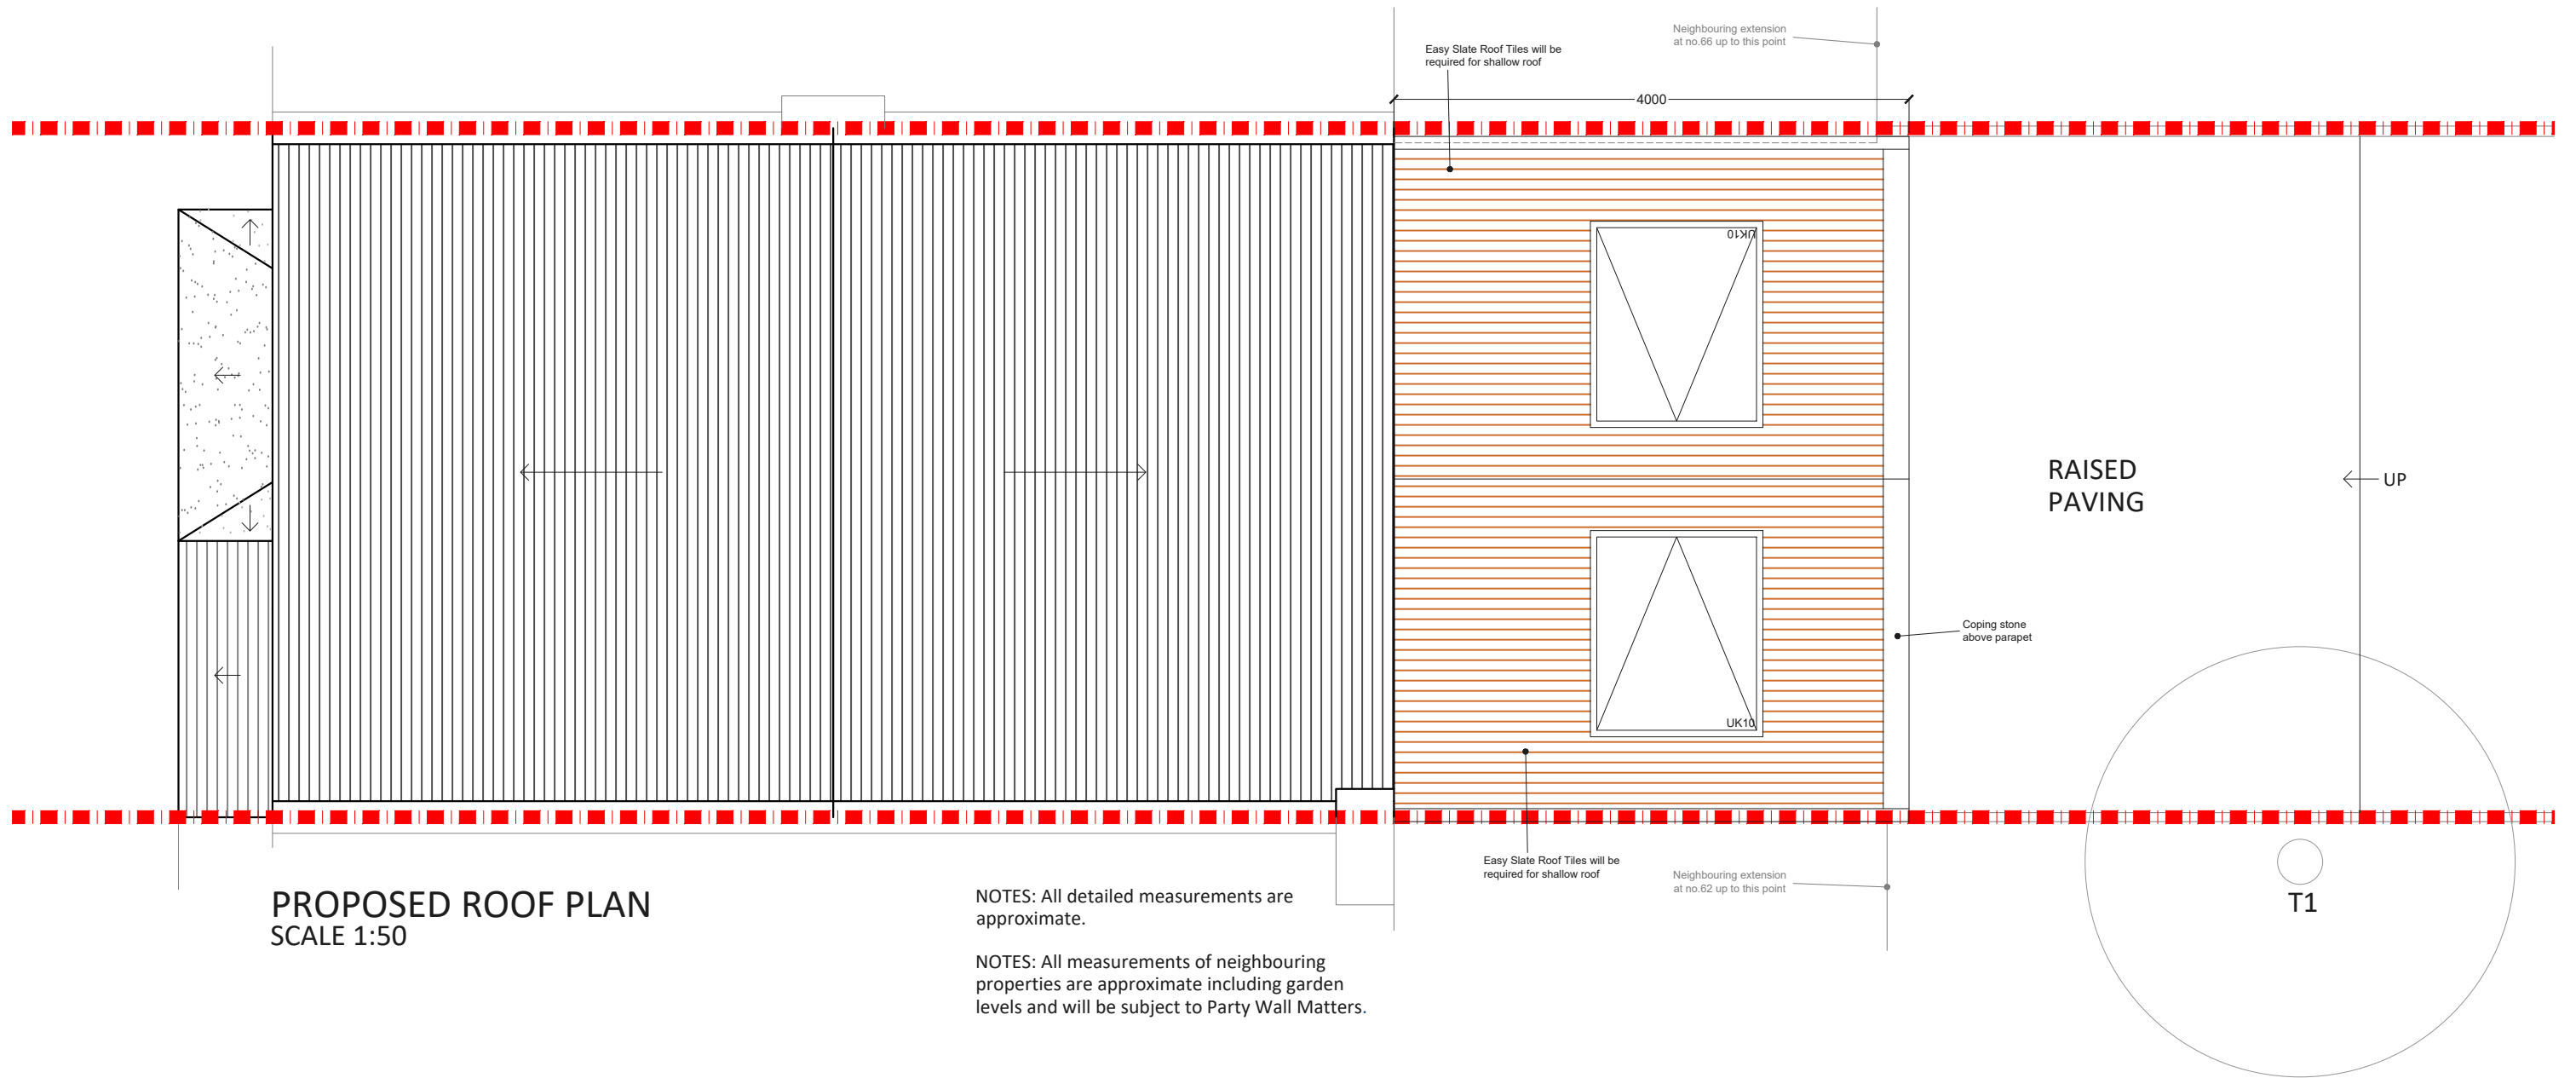 Neighbouring extension
at no.66 up to this point
Easy Slate Roof Tiles will be
required for shallow roof
4000
UK10
RAISED
PAVING
UP
Coping stone
above parapet
UK10
Easy Slate Roof Tiles will be
required for shallow roof
Neighbouring extension
at no.62 up to this point
T1
PROPOSED ROOF PLAN
SCALE 1:50
NOTES: All detailed measurements are
approximate.
NOTES: All measurements of neighbouring
properties are approximate including garden
levels and will be subject to Party Wall Matters.